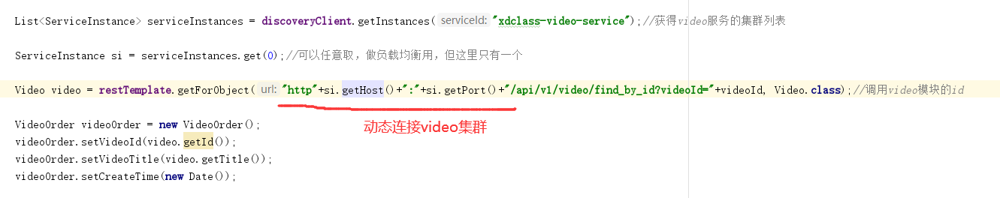 List<ServiceInstance> serviceInstances = discoveryClient.getInstances( serviceId: "xdclass-video-service");//获得video服务的集群列表
ServiceInstance si = serviceInstances.get(0);//可以任意取，做负载均衡用，但这里只有一个
Video video = restTemplate.getForObject( url: "http"+si.getHost()+":"+si.getPort()+"/api/v1/video/find_by_id?videoId="+videoId, Video.class);//调用video模块的id
动态连接video集群
VideoOrder videoOrder = new VideoOrder();
videoOrder.setVideoId(video.getId());
videoOrder.setVideoTitle(video.getTitle());
videoOrder.setCreateTime(new Date());